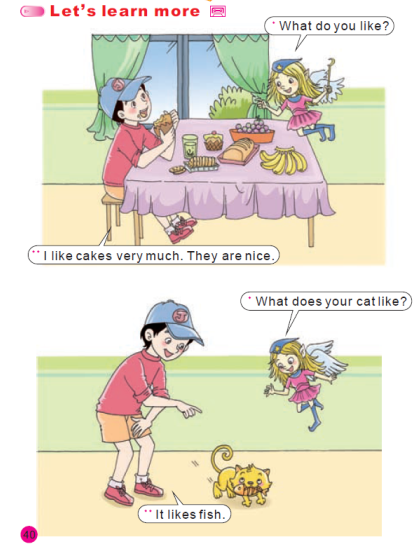 Let's learn more
* What do you like?
** I like cakes very much. They are nice.
* What does your cat like?
** It likes fish.
40